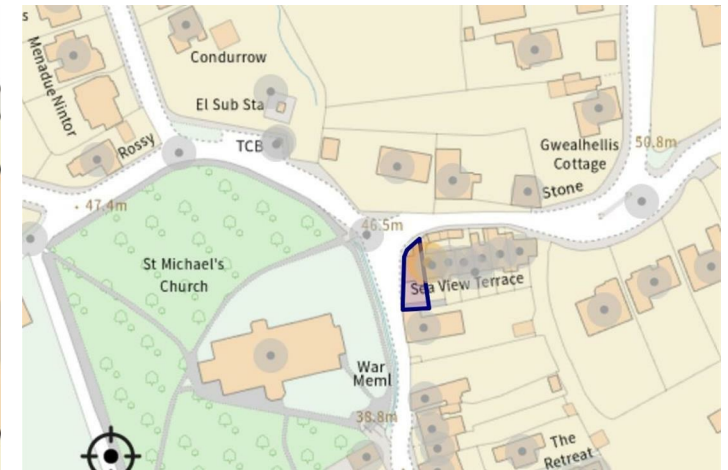 s
Menadue
Nintor
Rossy
Condurrow
El Sub Sta
TCB
Gwealhellis
Cottage
50.8m
Stone
47.4m
46.5m
St Michael's
Church
Sea View Terrace
War
Meml
38.8m
The
Retreat